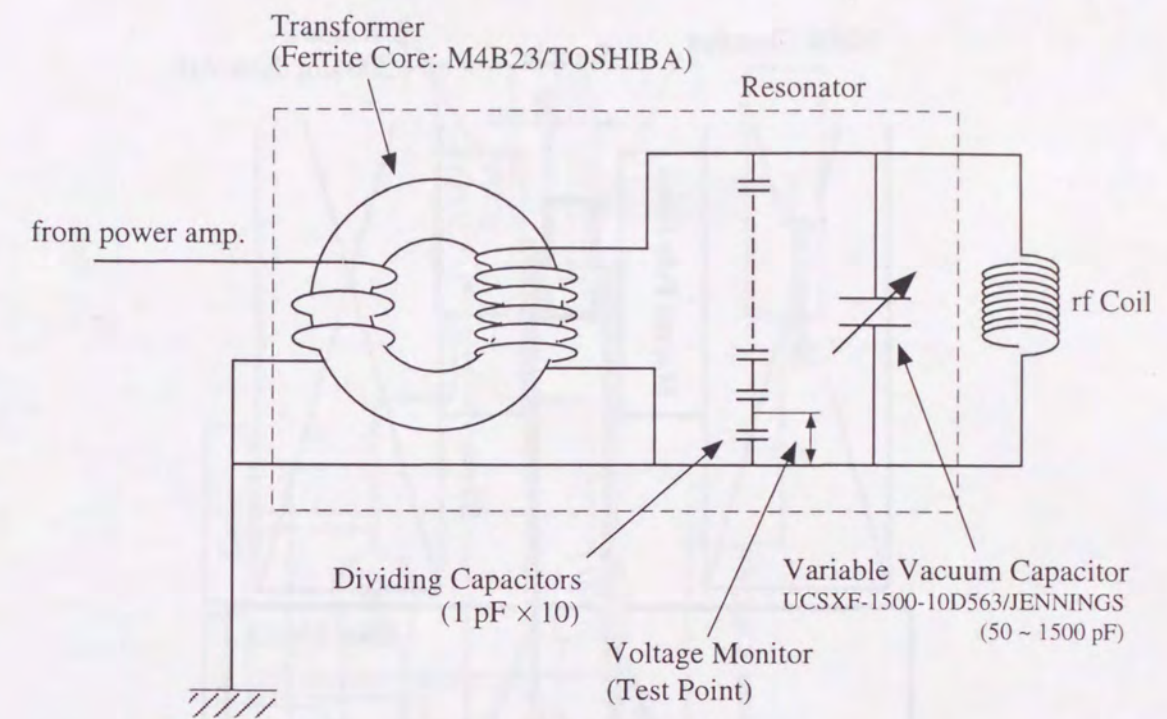 Transformer
(Ferrite Core: M4B23/TOSHIBA)
Resonator
from power amp.
rf Coil
Dividing Capacitors
(1 pF × 10)
Variable Vacuum Capacitor
UCSXF-1500-10D563/JENNINGS
(50 ~ 1500 pF)
Voltage Monitor
(Test Point)